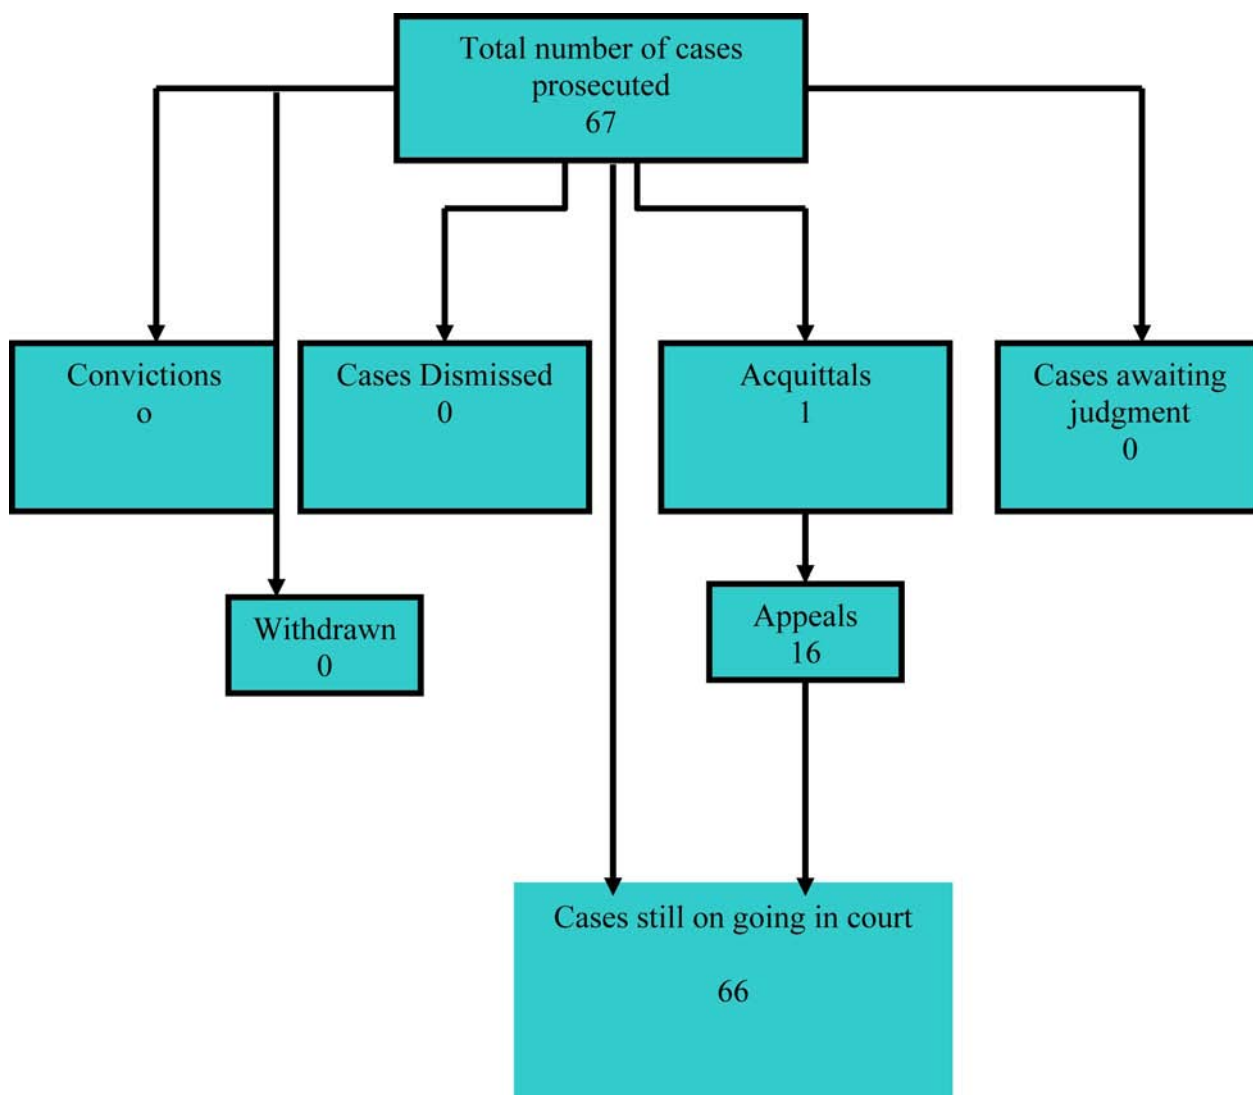 Total number of cases
prosecuted
67
Convictions
o
Cases Dismissed
0
Acquittals
1
Cases awaiting
judgment
0
Withdrawn
0
Appeals
16
Cases still on going in court
66